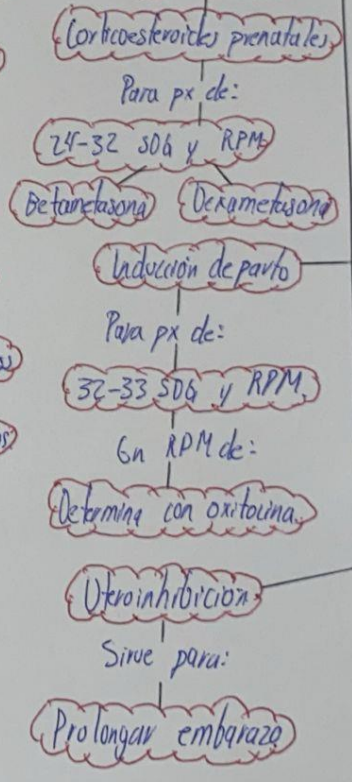 Corticoesteroides prenatales
Para px de:
24-32 SDG y RPM
Betametasona Dexametasona
Inducción de parto
Para px de:
32-33 SDG y RPM
En RPM de:
Determina con oxitocina
Uteroinhibición
Sirve para:
Prolongar embarazo